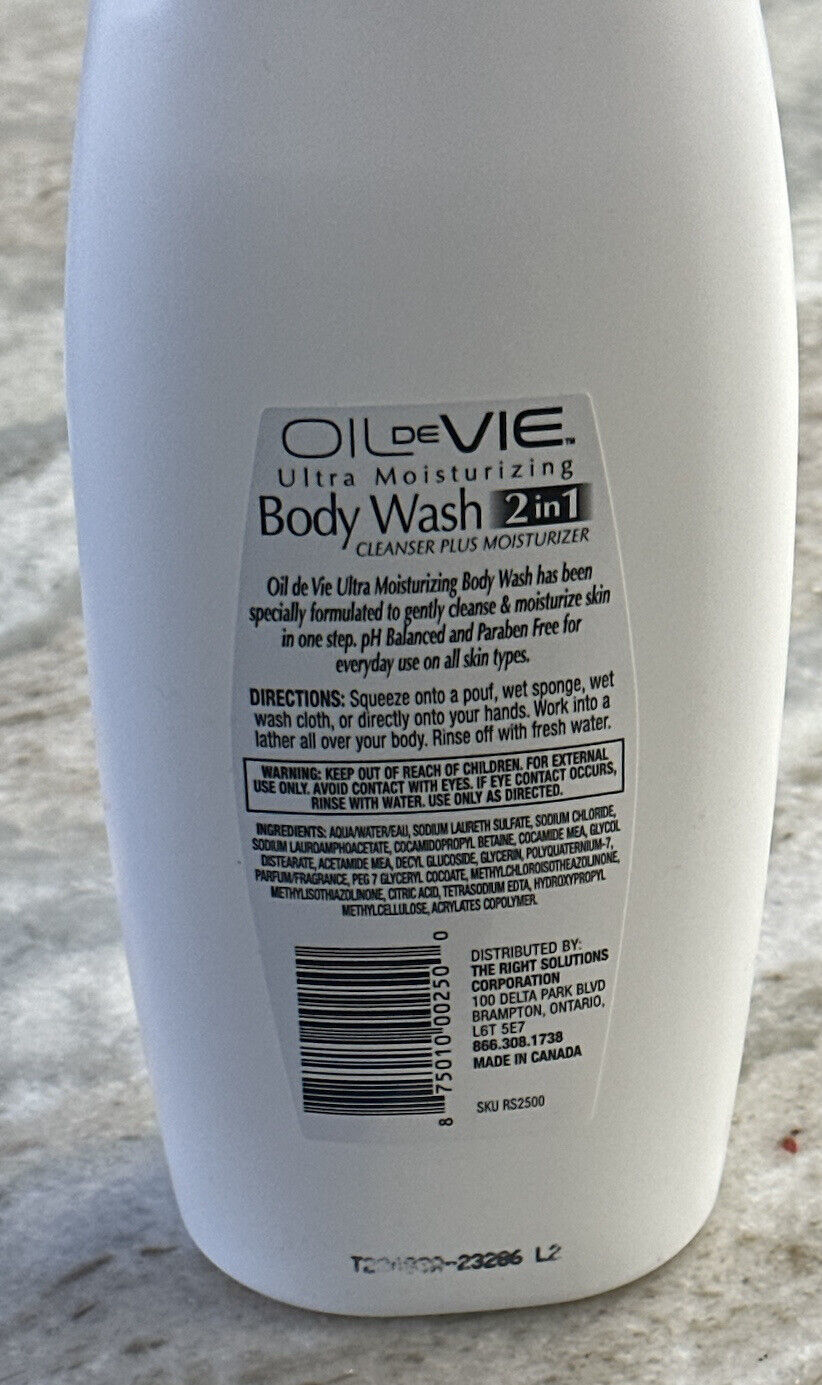 OIL DE VIE™
Ultra Moisturizing
Body Wash 2in1
CLEANSER PLUS MOISTURIZER
Oil de Vie Ultra Moisturizing Body Wash has been
specially formulated to gently cleanse & moisturize skin
in one step. pH Balanced and Paraben Free for
everyday use on all skin types.
DIRECTIONS: Squeeze onto a pouf, wet sponge, wet
wash cloth, or directly onto your hands. Work into a
lather all over your body. Rinse off with fresh water.
WARNING: KEEP OUT OF REACH OF CHILDREN. FOR EXTERNAL
USE ONLY. AVOID CONTACT WITH EYES. IF EYE CONTACT OCCURS,
RINSE WITH WATER. USE ONLY AS DIRECTED.
INGREDIENTS: AQUA/WATER/EAU, SODIUM LAURETH SULFATE, SODIUM CHLORIDE,
SODIUM LAUROAMPHOACETATE, COCAMIDOPROPYL BETAINE, COCAMIDE MEA, GLYCOL
DISTEARATE, ACETAMIDE MEA, DECYL GLUCOSIDE, GLYCERIN, POLYQUATERNIUM-7,
PARFUM/FRAGRANCE, PEG 7 GLYCERYL COCOATE, METHYLCHLOROISOTHEAZOLINONE,
METHYLISOTHIAZOLINONE, CITRIC ACID, TETRASODIUM EDTA, HYDROXYPROPYL
METHYLCELLULOSE, ACRYLATES COPOLYMER.
8 75010 00250 0
DISTRIBUTED BY:
THE RIGHT SOLUTIONS
CORPORATION
100 DELTA PARK BLVD
BRAMPTON, ONTARIO,
L6T 5E7
866.308.1738
MADE IN CANADA
SKU RS2500
L2